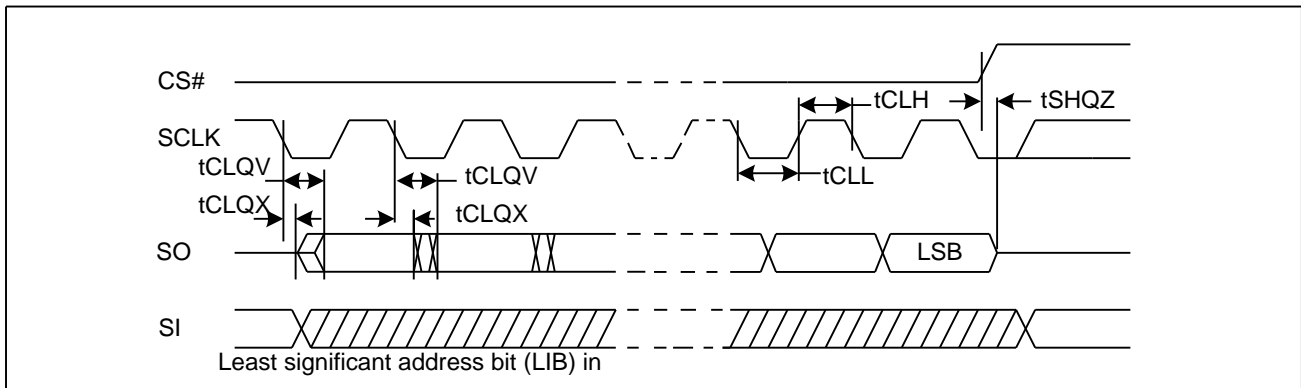 CS#
tCLH
tSHQZ
SCLK
tCLQV
tCLQV
tCLL
tCLQX
tCLQX
SO
LSB
SI
Least significant address bit (LIB) in